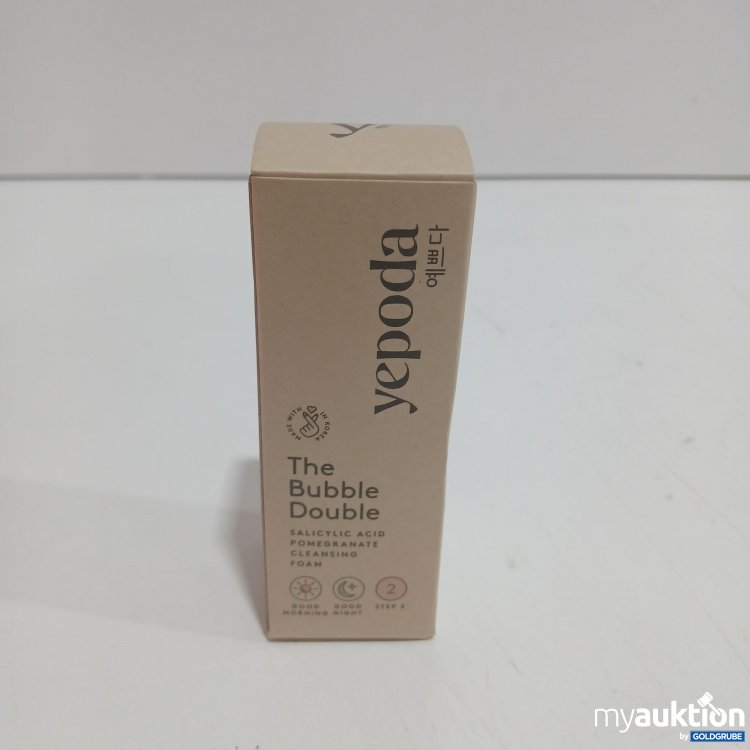 yepoda
예쁘다
MADE WITH
IN KOREA
The
Bubble
Double
SALICYLIC ACID
POMEGRANATE
CLEANSING
FOAM
2
GOOD GOOD STEP 2
MORNING NIGHT
myauktion
by GOLDGRUBE